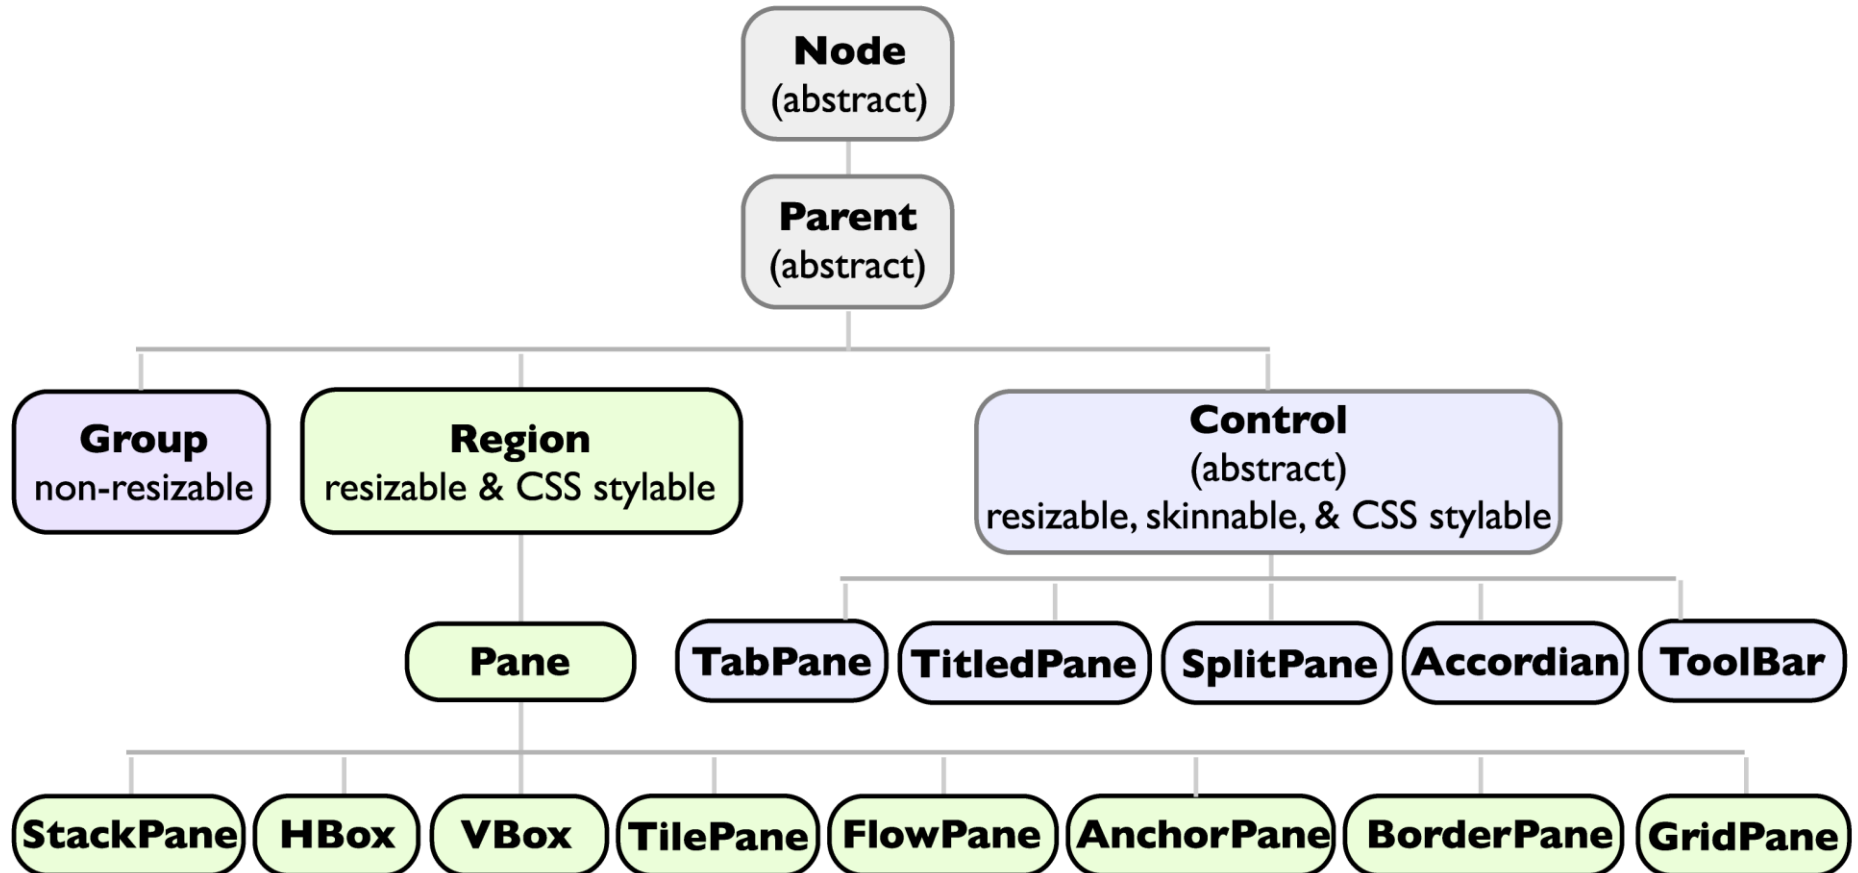 Node
(abstract)
Parent
(abstract)
Group
non-resizable
Region
resizable & CSS stylable
Control
(abstract)
resizable, skinnable, & CSS stylable
Pane
TabPane
TitledPane
SplitPane
Accordian
ToolBar
StackPane
HBox
VBox
TilePane
FlowPane
AnchorPane
BorderPane
GridPane